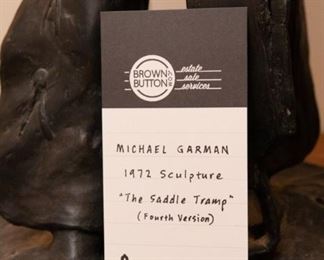 BROWN
BUTTON
estate
sale
services
MICHAEL GARMAN
1972 Sculpture
"The Saddle Tramp"
(Fourth Version)